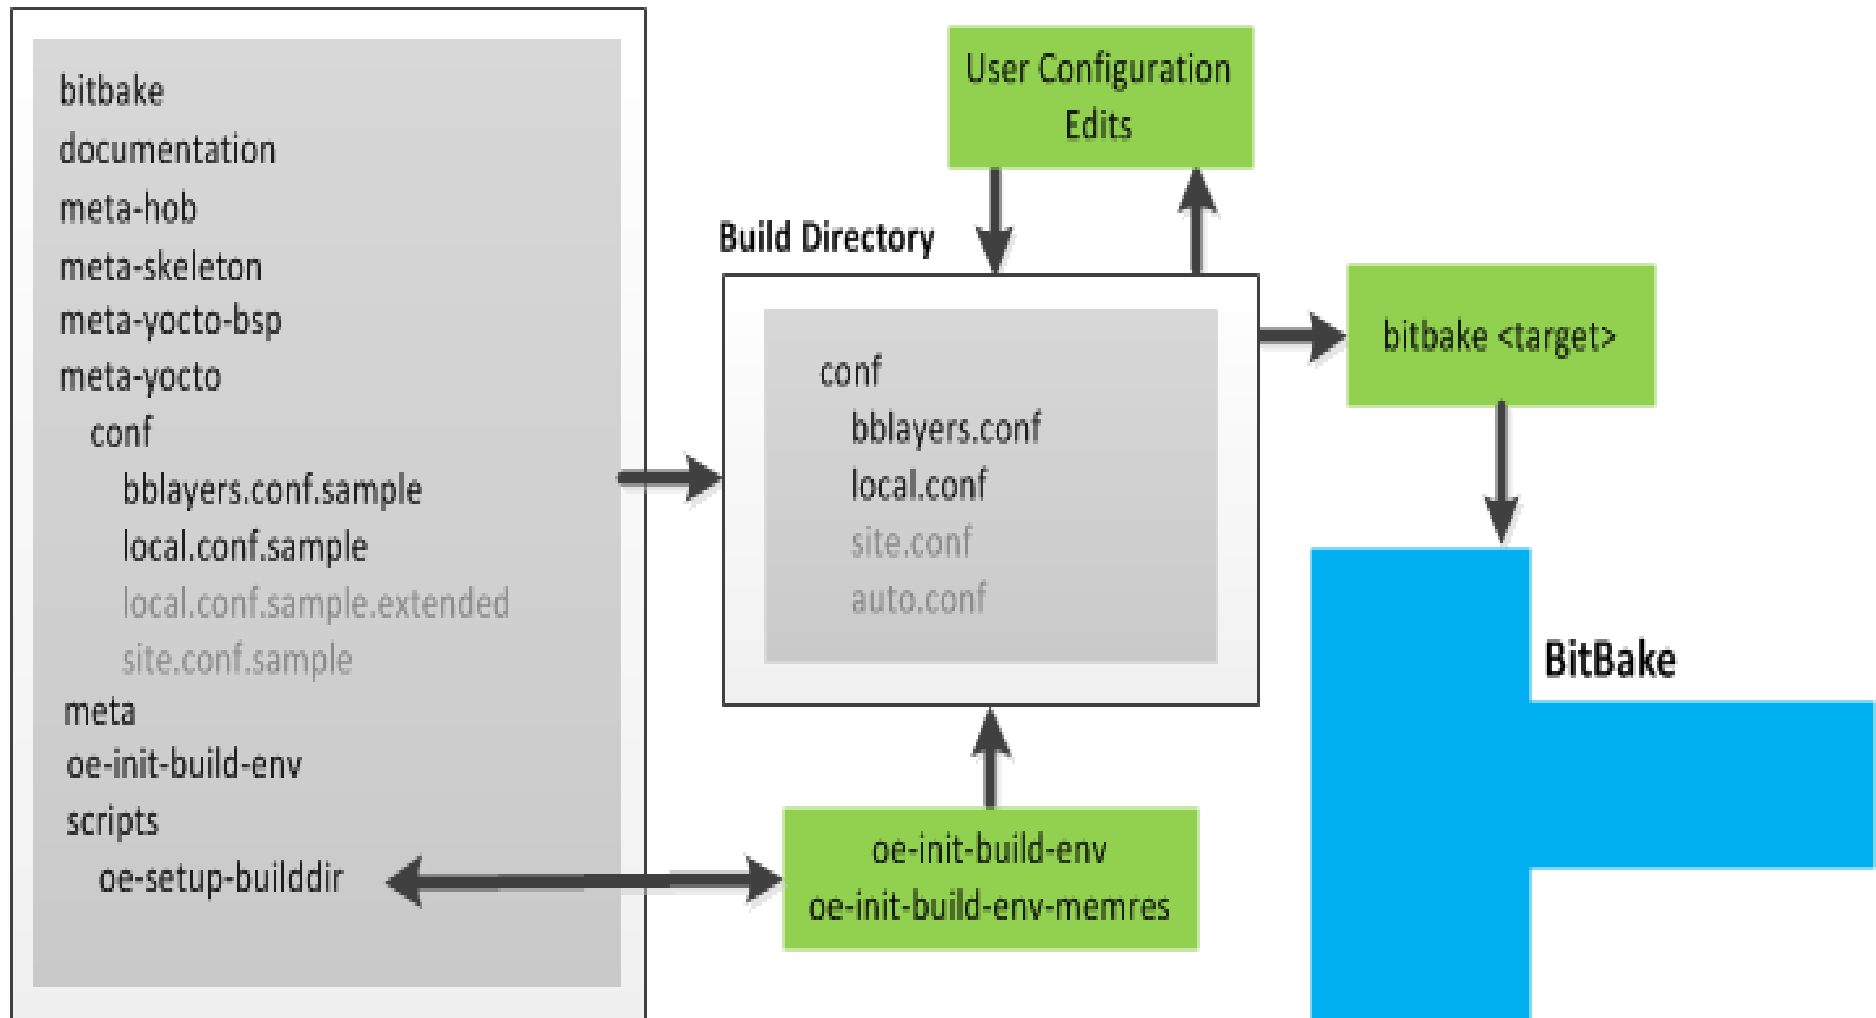 bitbake
documentation
meta-hob
meta-skeleton
meta-yocto-bsp
meta-yocto
conf
bblayers.conf.sample
local.conf.sample
local.conf.sample.extended
site.conf.sample
meta
oe-init-build-env
scripts
oe-setup-builddir
User Configuration
Edits
Build Directory
conf
bblayers.conf
local.conf
site.conf
auto.conf
oe-init-build-env
oe-init-build-env-memres
bitbake <target>
BitBake